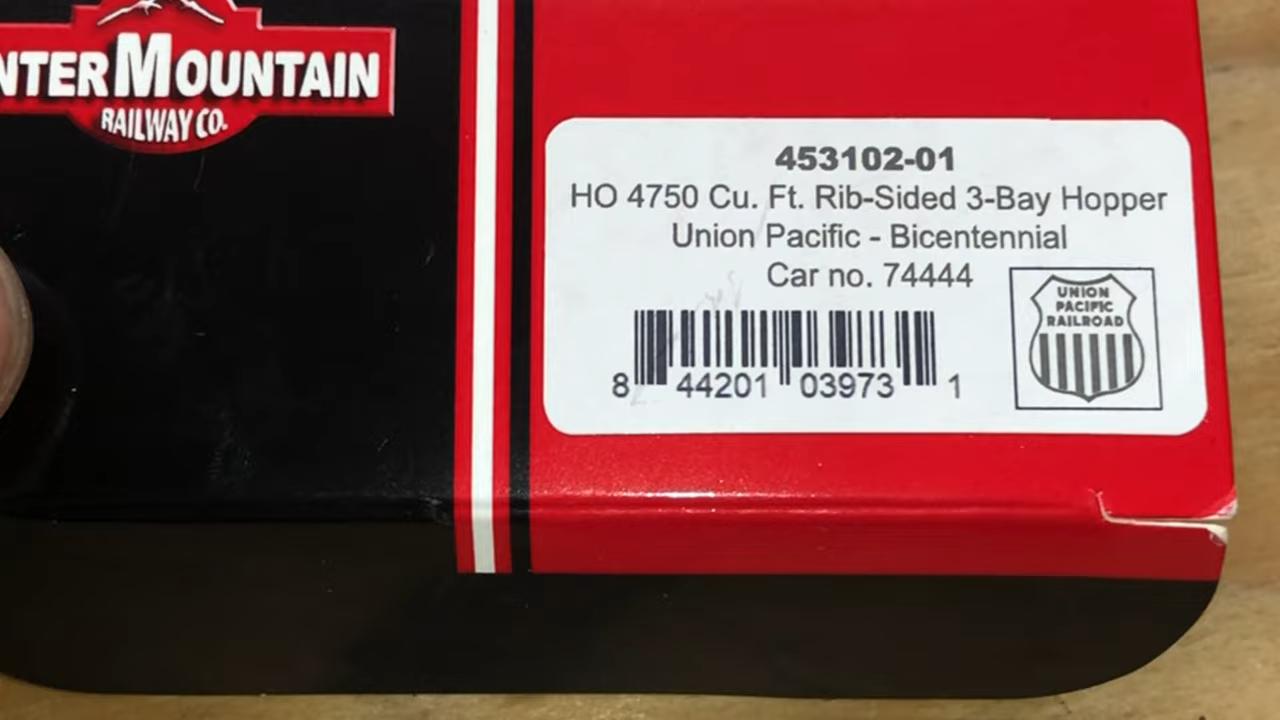 NTERMOUNTAIN
RAILWAY CO.
453102-01
HO 4750 Cu. Ft. Rib-Sided 3-Bay Hopper
Union Pacific - Bicentennial
Car no. 74444
UNION
PACIFIC
RAILROAD
8 44201 03973 1